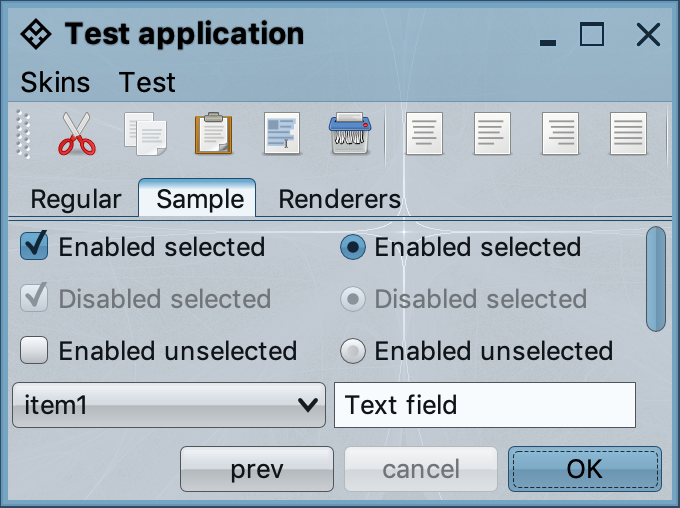 Test application
Skins Test
Regular Sample Renderers
Enabled selected Enabled selected
Disabled selected Disabled selected
Enabled unselected Enabled unselected
item1 Text field
prev cancel OK